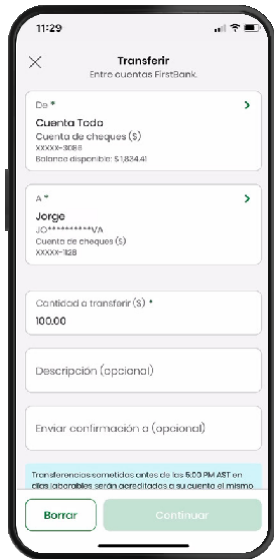 11:29
Transferir
Entre cuentas FirstBank.
De *
Cuenta Todo
Cuenta de cheques ($)
XXXXX-3086
Balance disponible: $1,834.41
A *
Jorge
JO**********VA
Cuenta de cheques ($)
XXXXX-1128
Cantidad a transferir ($) *
100.00
Descripción (opcional)
Enviar confirmación a (opcional)
Transferencias sometidas antes de las 5:00 PM AST en
días laborables serán acreditadas a su cuenta el mismo
Borrar
Continuar